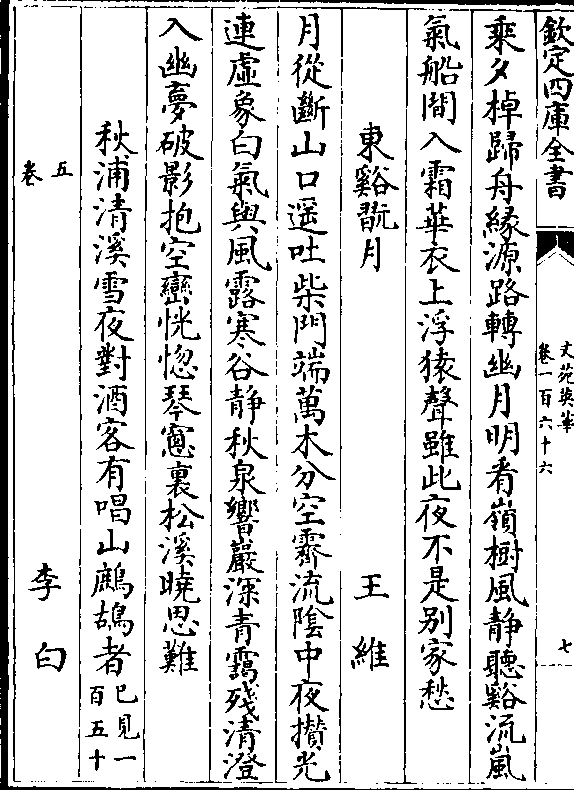 欽定四庫全書
文苑英華
卷一百六十六
七
乘夕棹歸舟緣源路轉幽月明看嶺樹風靜聽谿流嵐
氣船間入霜華衣上浮猿聲雖此夜不是别家愁
東谿翫月
王維
月從斷山口遥吐柴門端萬木分空霽流陰中夜攅光
連虛象白氣與風露寒谷静秋泉響巖深青靄殘清澄
入幽夢破影抱空巒恍惚琴窻裏松溪曉思難
秋浦清溪雪夜對酒客有唱山鷓鴣者
已見一
百五十
五
卷
李白